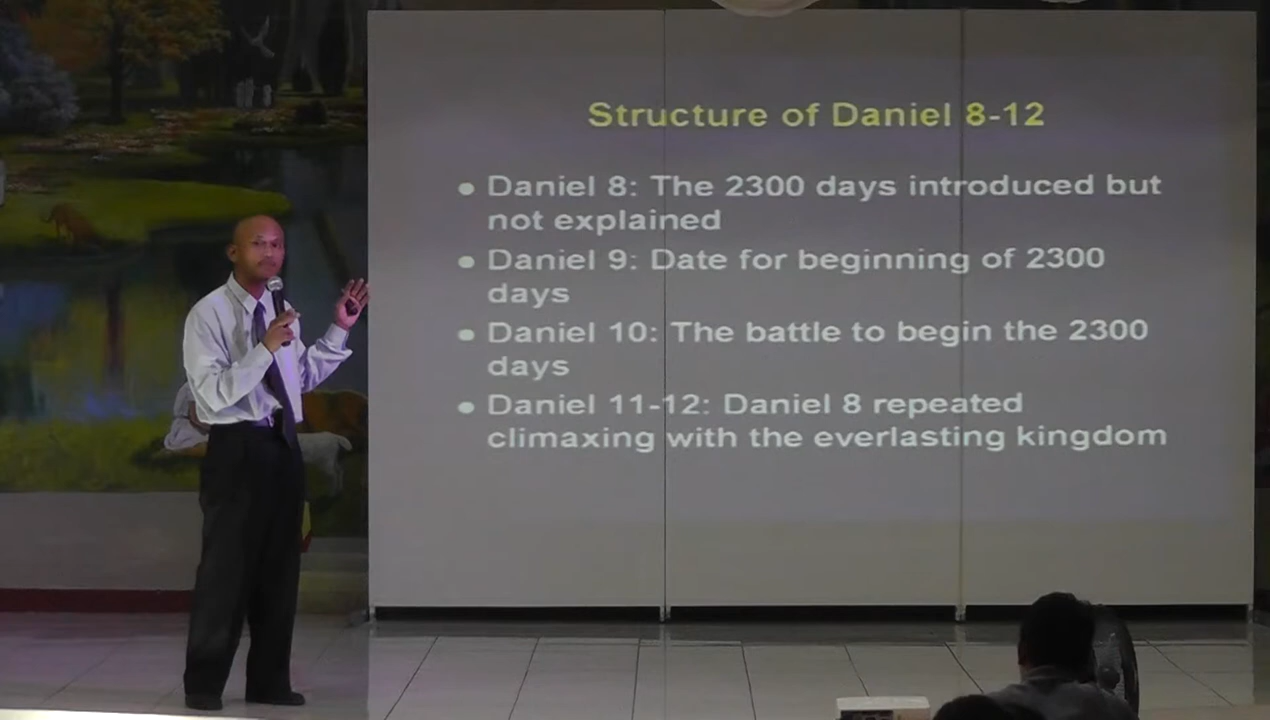 Structure of Daniel 8-12
• Daniel 8: The 2300 days introduced but
not explained
• Daniel 9: Date for beginning of 2300
days
• Daniel 10: The battle to begin the 2300
days
• Daniel 11-12: Daniel 8 repeated
climaxing with the everlasting kingdom